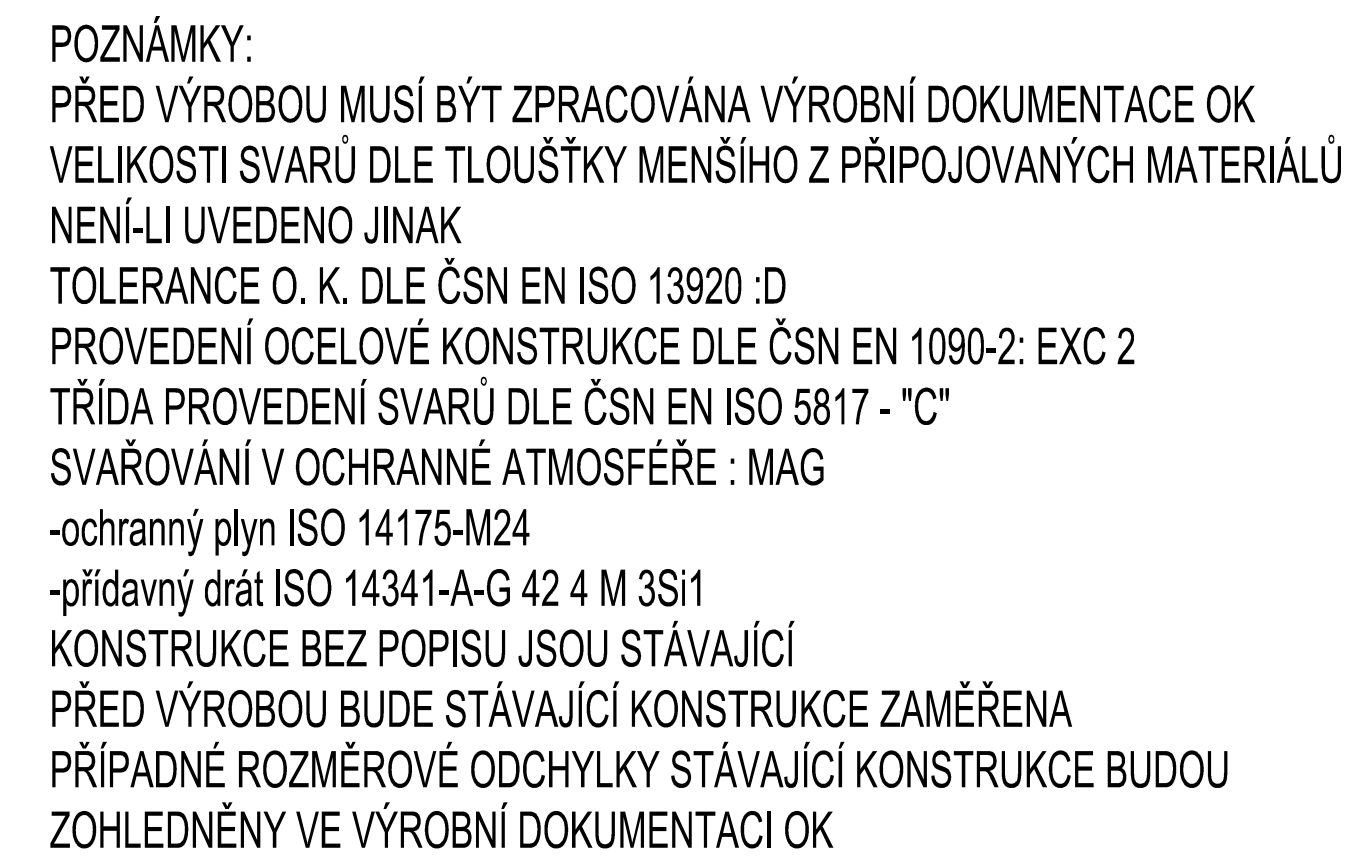 POZNÁMKY:
PŘED VÝROBOU MUSÍ BÝT ZPRACOVÁNA VÝROBNÍ DOKUMENTACE OK
VELIKOSTI SVARŮ DLE TLOUŠŤKY MENŠÍHO Z PŘIPOJOVANÝCH MATERIÁLŮ
NENÍ-LI UVEDENO JINAK
TOLERANCE O. K. DLE ČSN EN ISO 13920 :D
PROVEDENÍ OCELOVÉ KONSTRUKCE DLE ČSN EN 1090-2: EXC 2
TŘÍDA PROVEDENÍ SVARŮ DLE ČSN EN ISO 5817 - "C"
SVAŘOVÁNÍ V OCHRANNÉ ATMOSFÉŘE : MAG
-ochranný plyn ISO 14175-M24
-přídavný drát ISO 14341-A-G 42 4 M 3Si1
KONSTRUKCE BEZ POPISU JSOU STÁVAJÍCÍ
PŘED VÝROBOU BUDE STÁVAJÍCÍ KONSTRUKCE ZAMĚŘENA
PŘÍPADNÉ ROZMĚROVÉ ODCHYLKY STÁVAJÍCÍ KONSTRUKCE BUDOU
ZOHLEDNĚNY VE VÝROBNÍ DOKUMENTACI OK